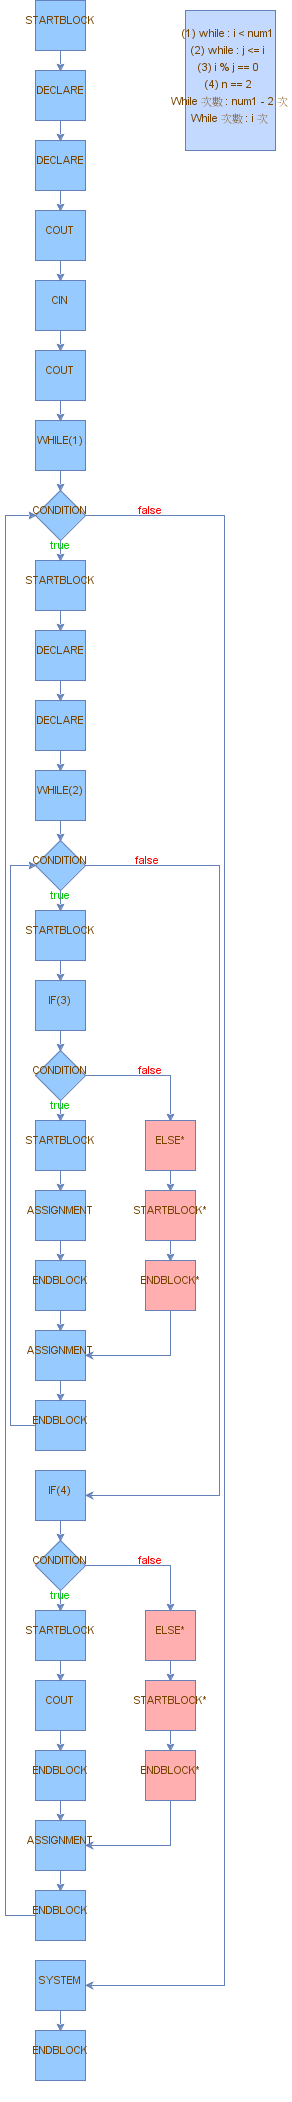 STARTBLOCK
(1) while : i < num1
(2) while : j <= i
(3) i % j == 0
(4) n == 2
While 次數 : num1 - 2 次
While 次數 : i 次
DECLARE
DECLARE
COUT
CIN
COUT
WHILE(1)
CONDITION
false
true
STARTBLOCK
DECLARE
DECLARE
WHILE(2)
CONDITION
false
true
STARTBLOCK
IF(3)
CONDITION
false
true
STARTBLOCK
ELSE*
ASSIGNMENT
STARTBLOCK*
ENDBLOCK
ENDBLOCK*
ASSIGNMENT
ENDBLOCK
IF(4)
CONDITION
false
true
STARTBLOCK
ELSE*
COUT
STARTBLOCK*
ENDBLOCK
ENDBLOCK*
ASSIGNMENT
ENDBLOCK
SYSTEM
ENDBLOCK